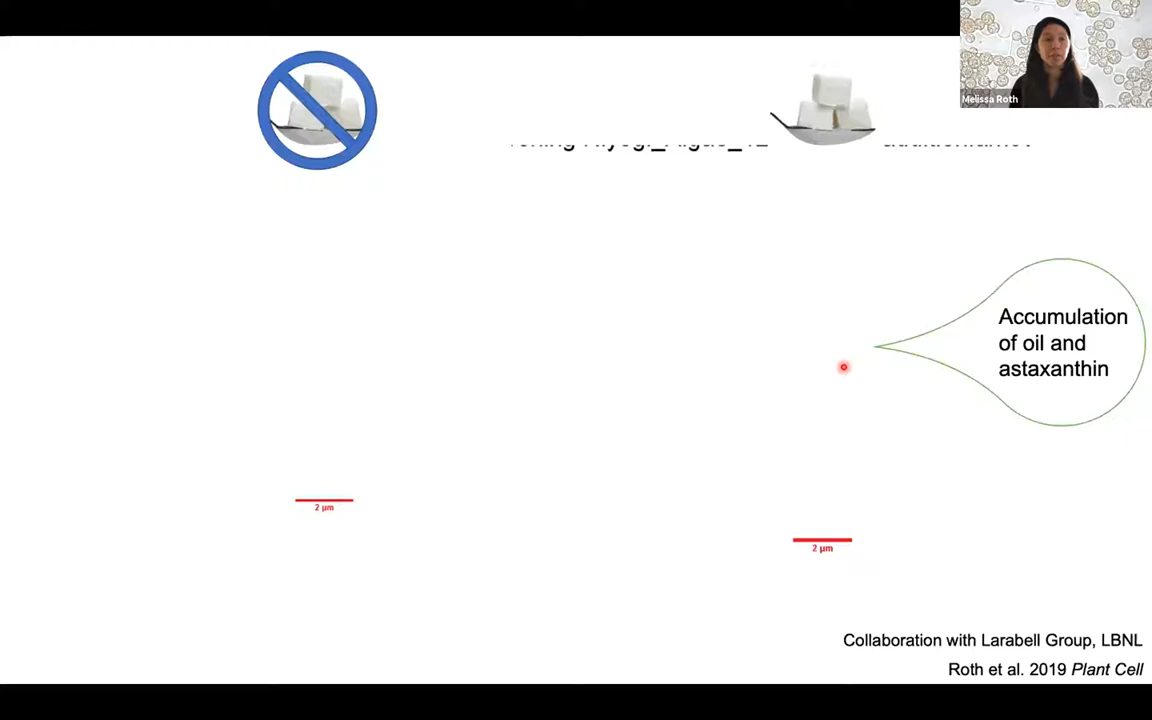 Melissa Roth
Accumulation
of oil and
astaxanthin
2 µm
2 µm
Collaboration with Larabell Group, LBNL
Roth et al. 2019 Plant Cell